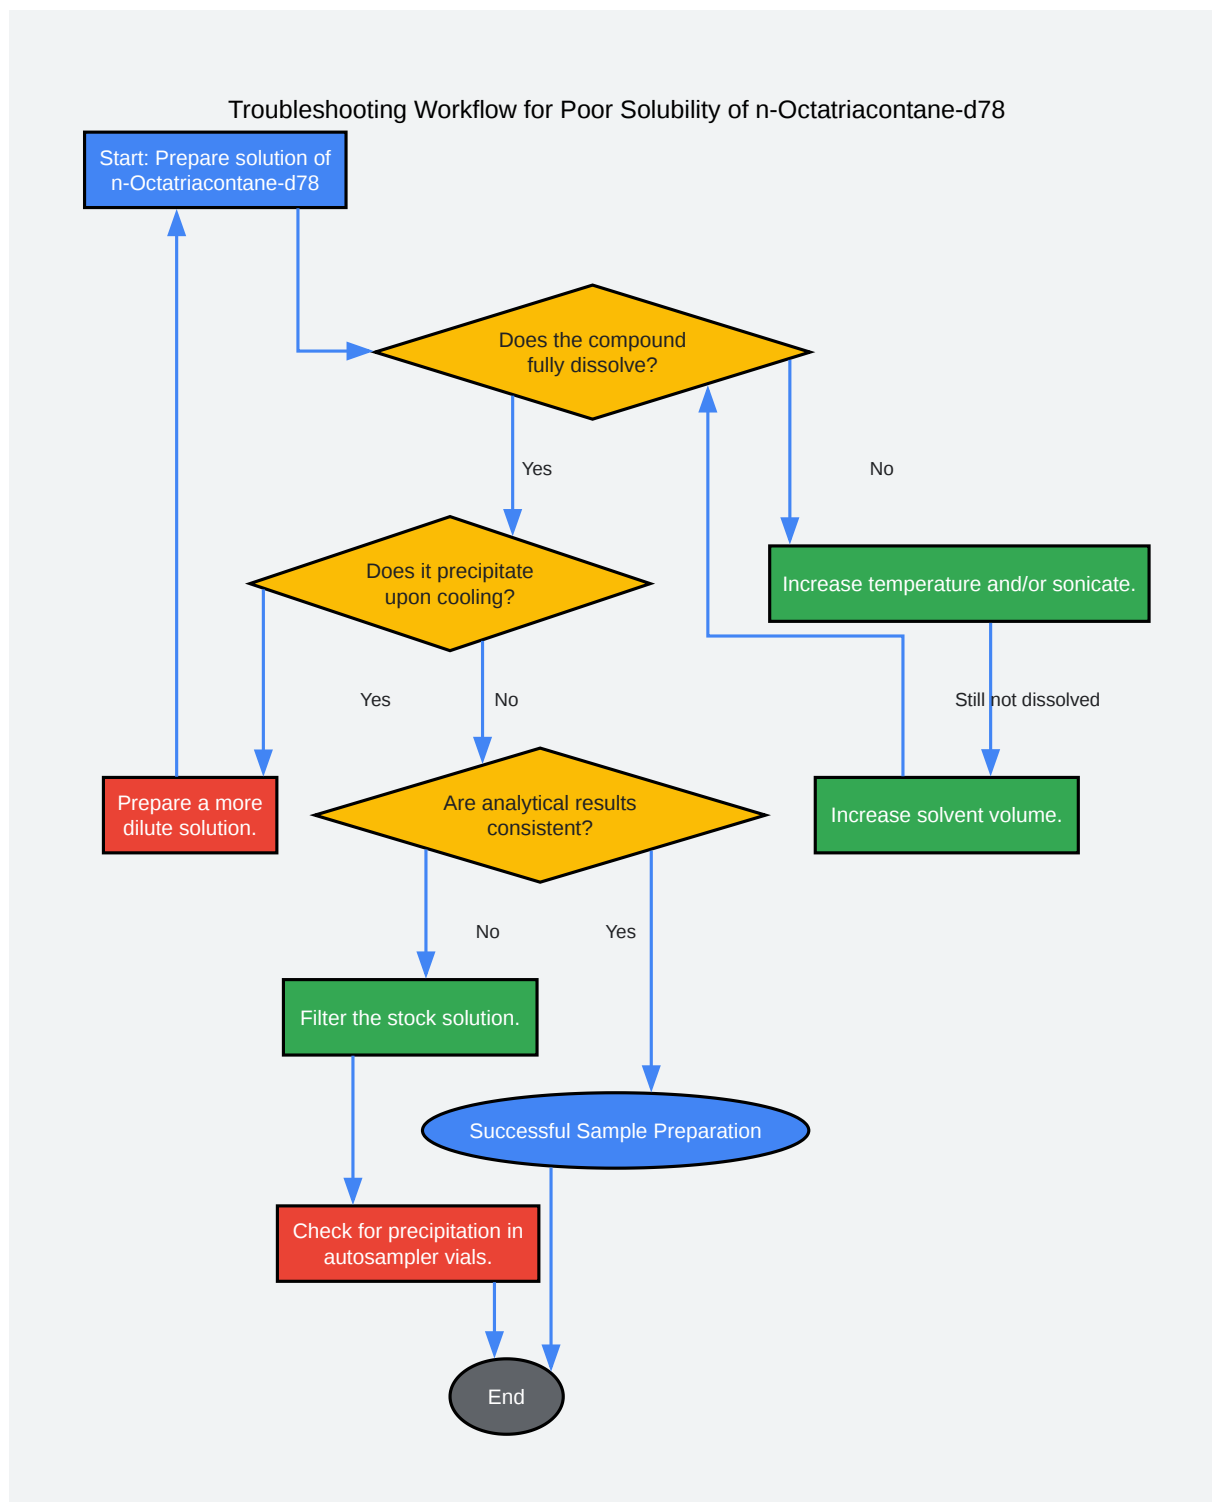 Troubleshooting Workflow for Poor Solubility of n-Octatriacontane-d78
Start: Prepare solution of
n-Octatriacontane-d78
Does the compound
fully dissolve?
Yes
No
Does it precipitate
upon cooling?
Increase temperature and/or sonicate.
Yes
No
Still not dissolved
Prepare a more
dilute solution.
Are analytical results
consistent?
Increase solvent volume.
No
Yes
Filter the stock solution.
Successful Sample Preparation
Check for precipitation in
autosampler vials.
End